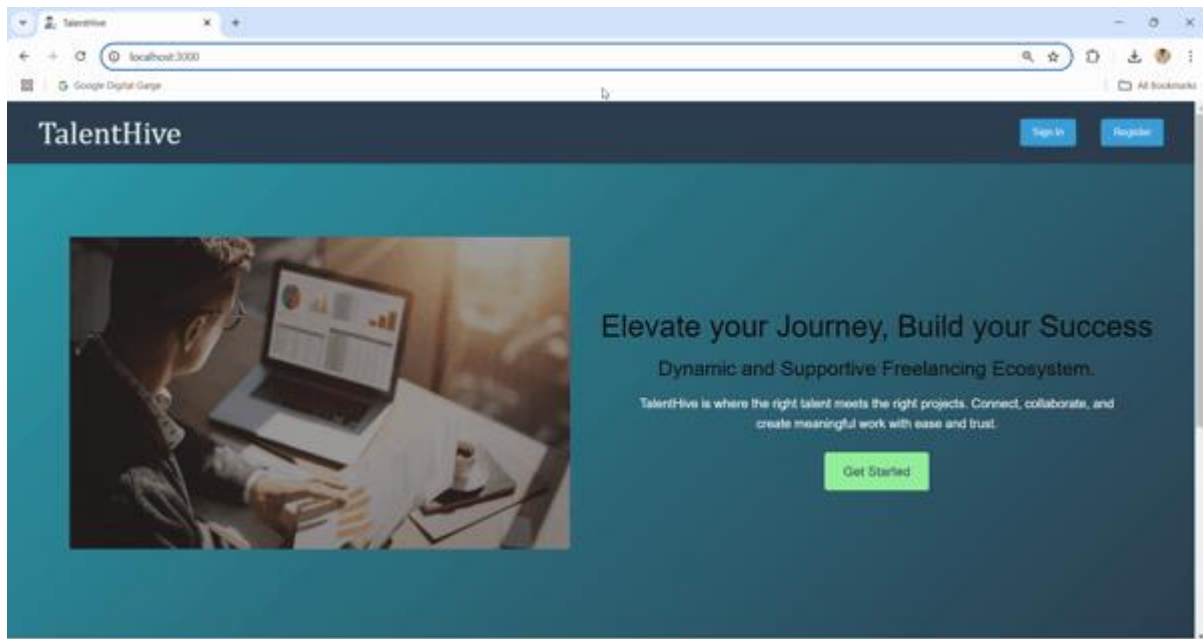 TalentHive
localhost:3000
Google Digital Garge
All Bookmarks
TalentHive
Sign In
Register
Elevate your Journey, Build your Success
Dynamic and Supportive Freelancing Ecosystem.
TalentHive is where the right talent meets the right projects. Connect, collaborate, and
create meaningful work with ease and trust.
Get Started